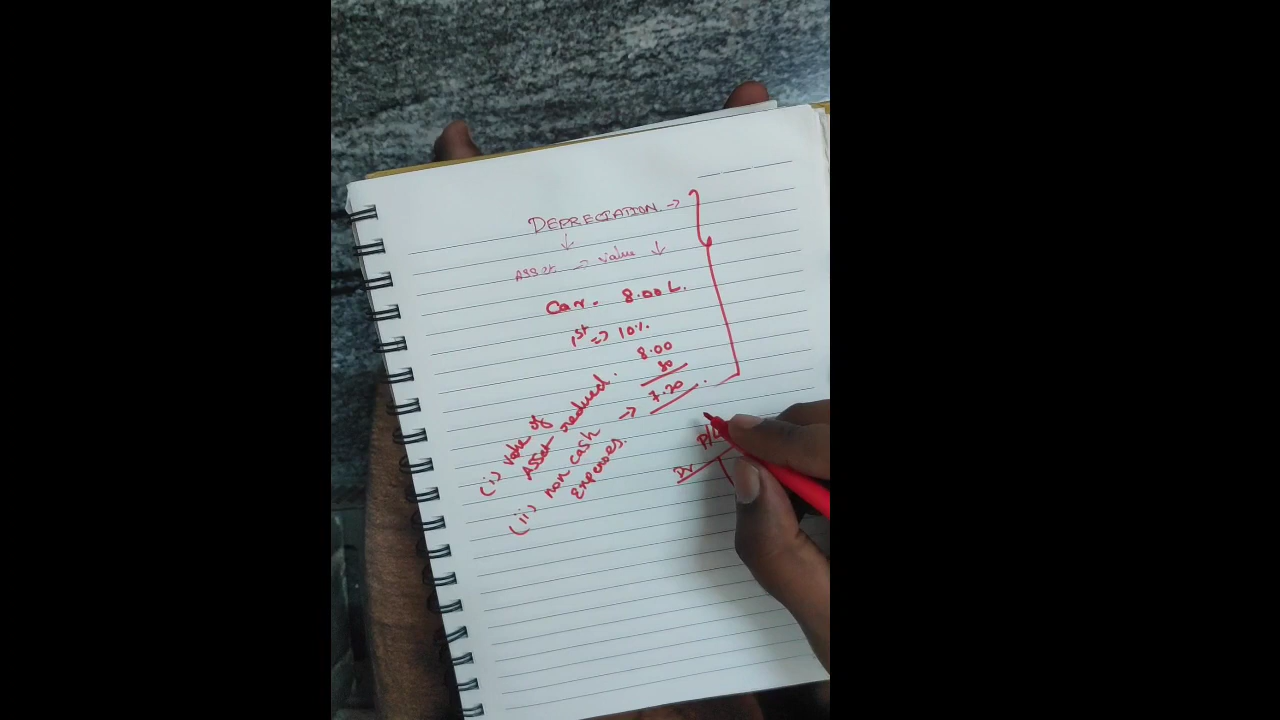 DEPRECIATION →
↓
Asset => value ↓
Car - 8.00 L.
1st => 10%
8.00
80
→ 7.20
(i) value of
Asset reduced.
(ii) non cash
expenses.
P/L
Dr